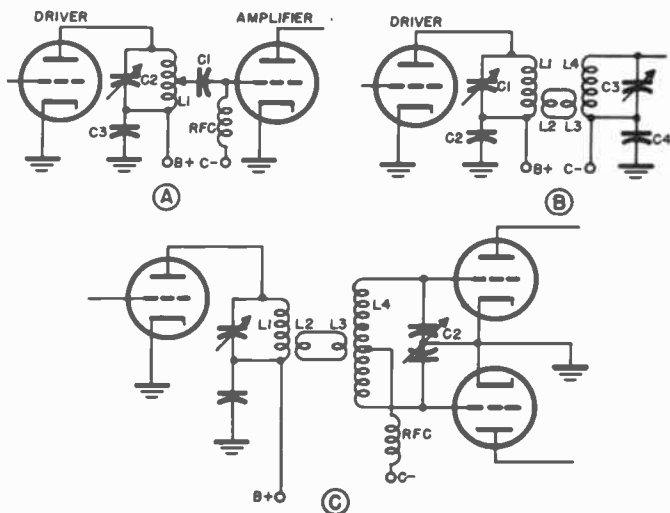 DRIVER
AMPLIFIER
C2
L1
C1
C3
RFC
B+
C-
A
DRIVER
C1
C2
L1
L4
L2
L3
C3
C4
B+
C-
B
L1
L2
L3
L4
C2
RFC
B+
C-
C